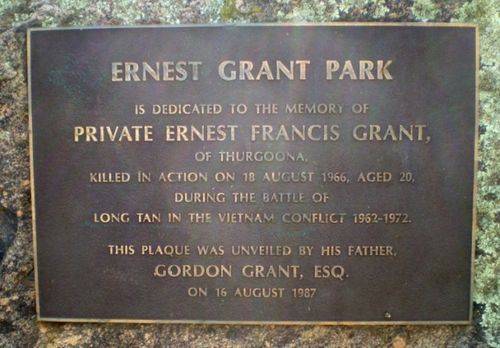 ERNEST GRANT PARK
IS DEDICATED TO THE MEMORY OF
PRIVATE ERNEST FRANCIS GRANT,
OF THURGOONA,
KILLED IN ACTION ON 18 AUGUST 1966, AGED 20,
DURING THE BATTLE OF
LONG TAN IN THE VIETNAM CONFLICT 1962-1972.
THIS PLAQUE WAS UNVEILED BY HIS FATHER,
GORDON GRANT, ESQ.
ON 16 AUGUST 1987